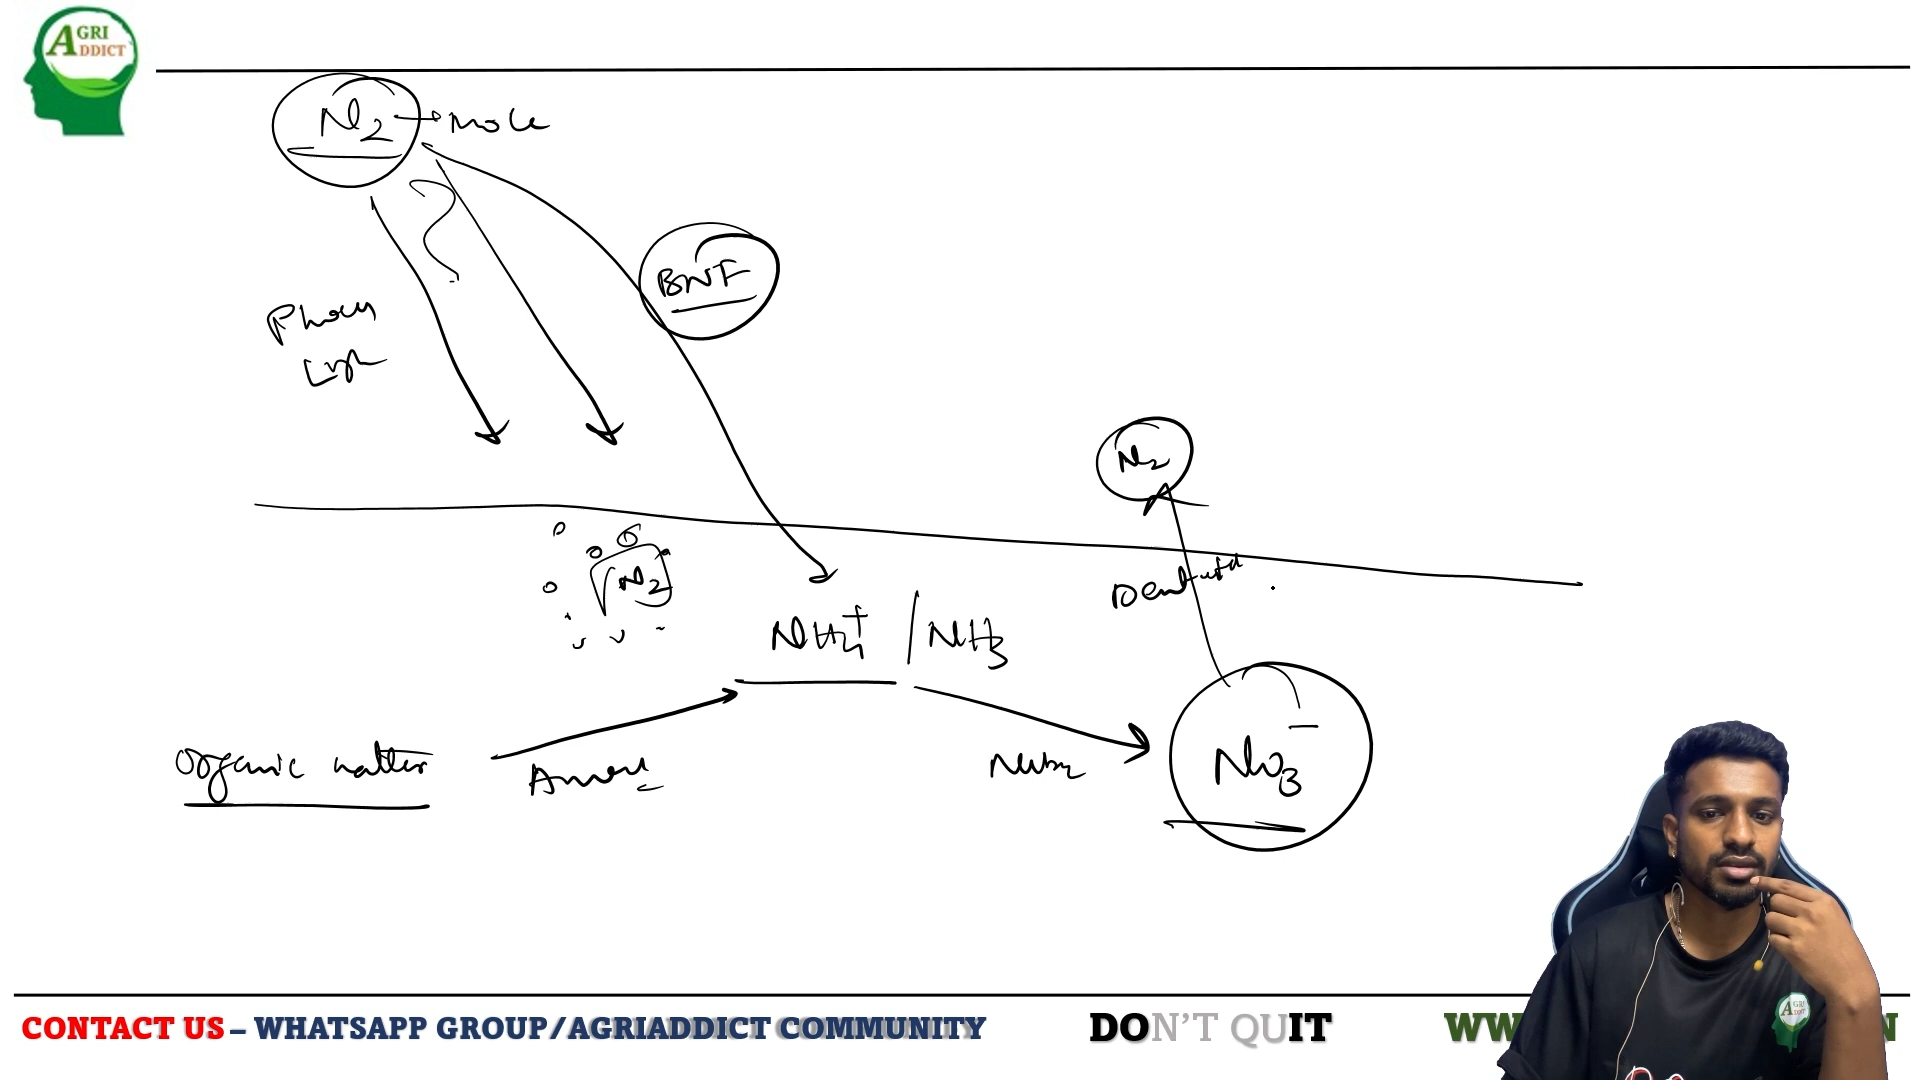 AGRI
ADDICT
N2 → Mole
BNF
N2
N2
NH4+ / NH3
Organic matter
NO3-
CONTACT US – WHATSAPP GROUP/AGRIADDICT COMMUNITY
DON'T QUIT